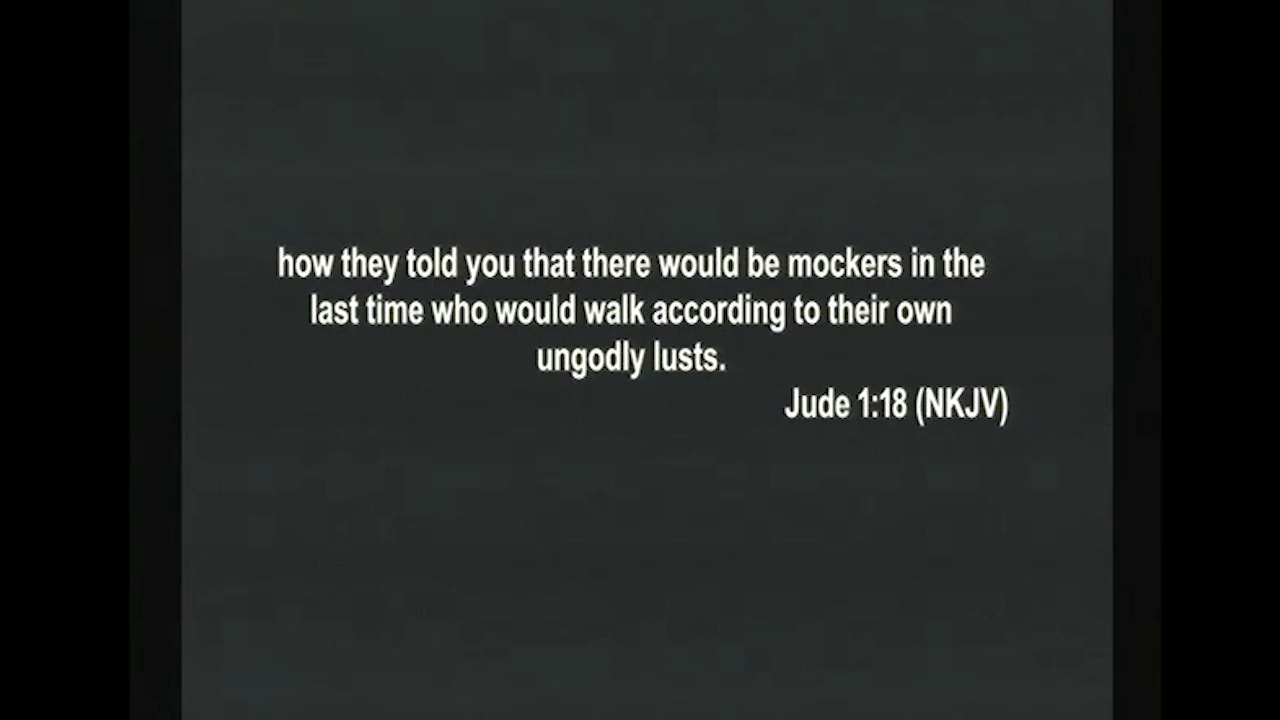 how they told you that there would be mockers in the
last time who would walk according to their own
ungodly lusts.
Jude 1:18 (NKJV)